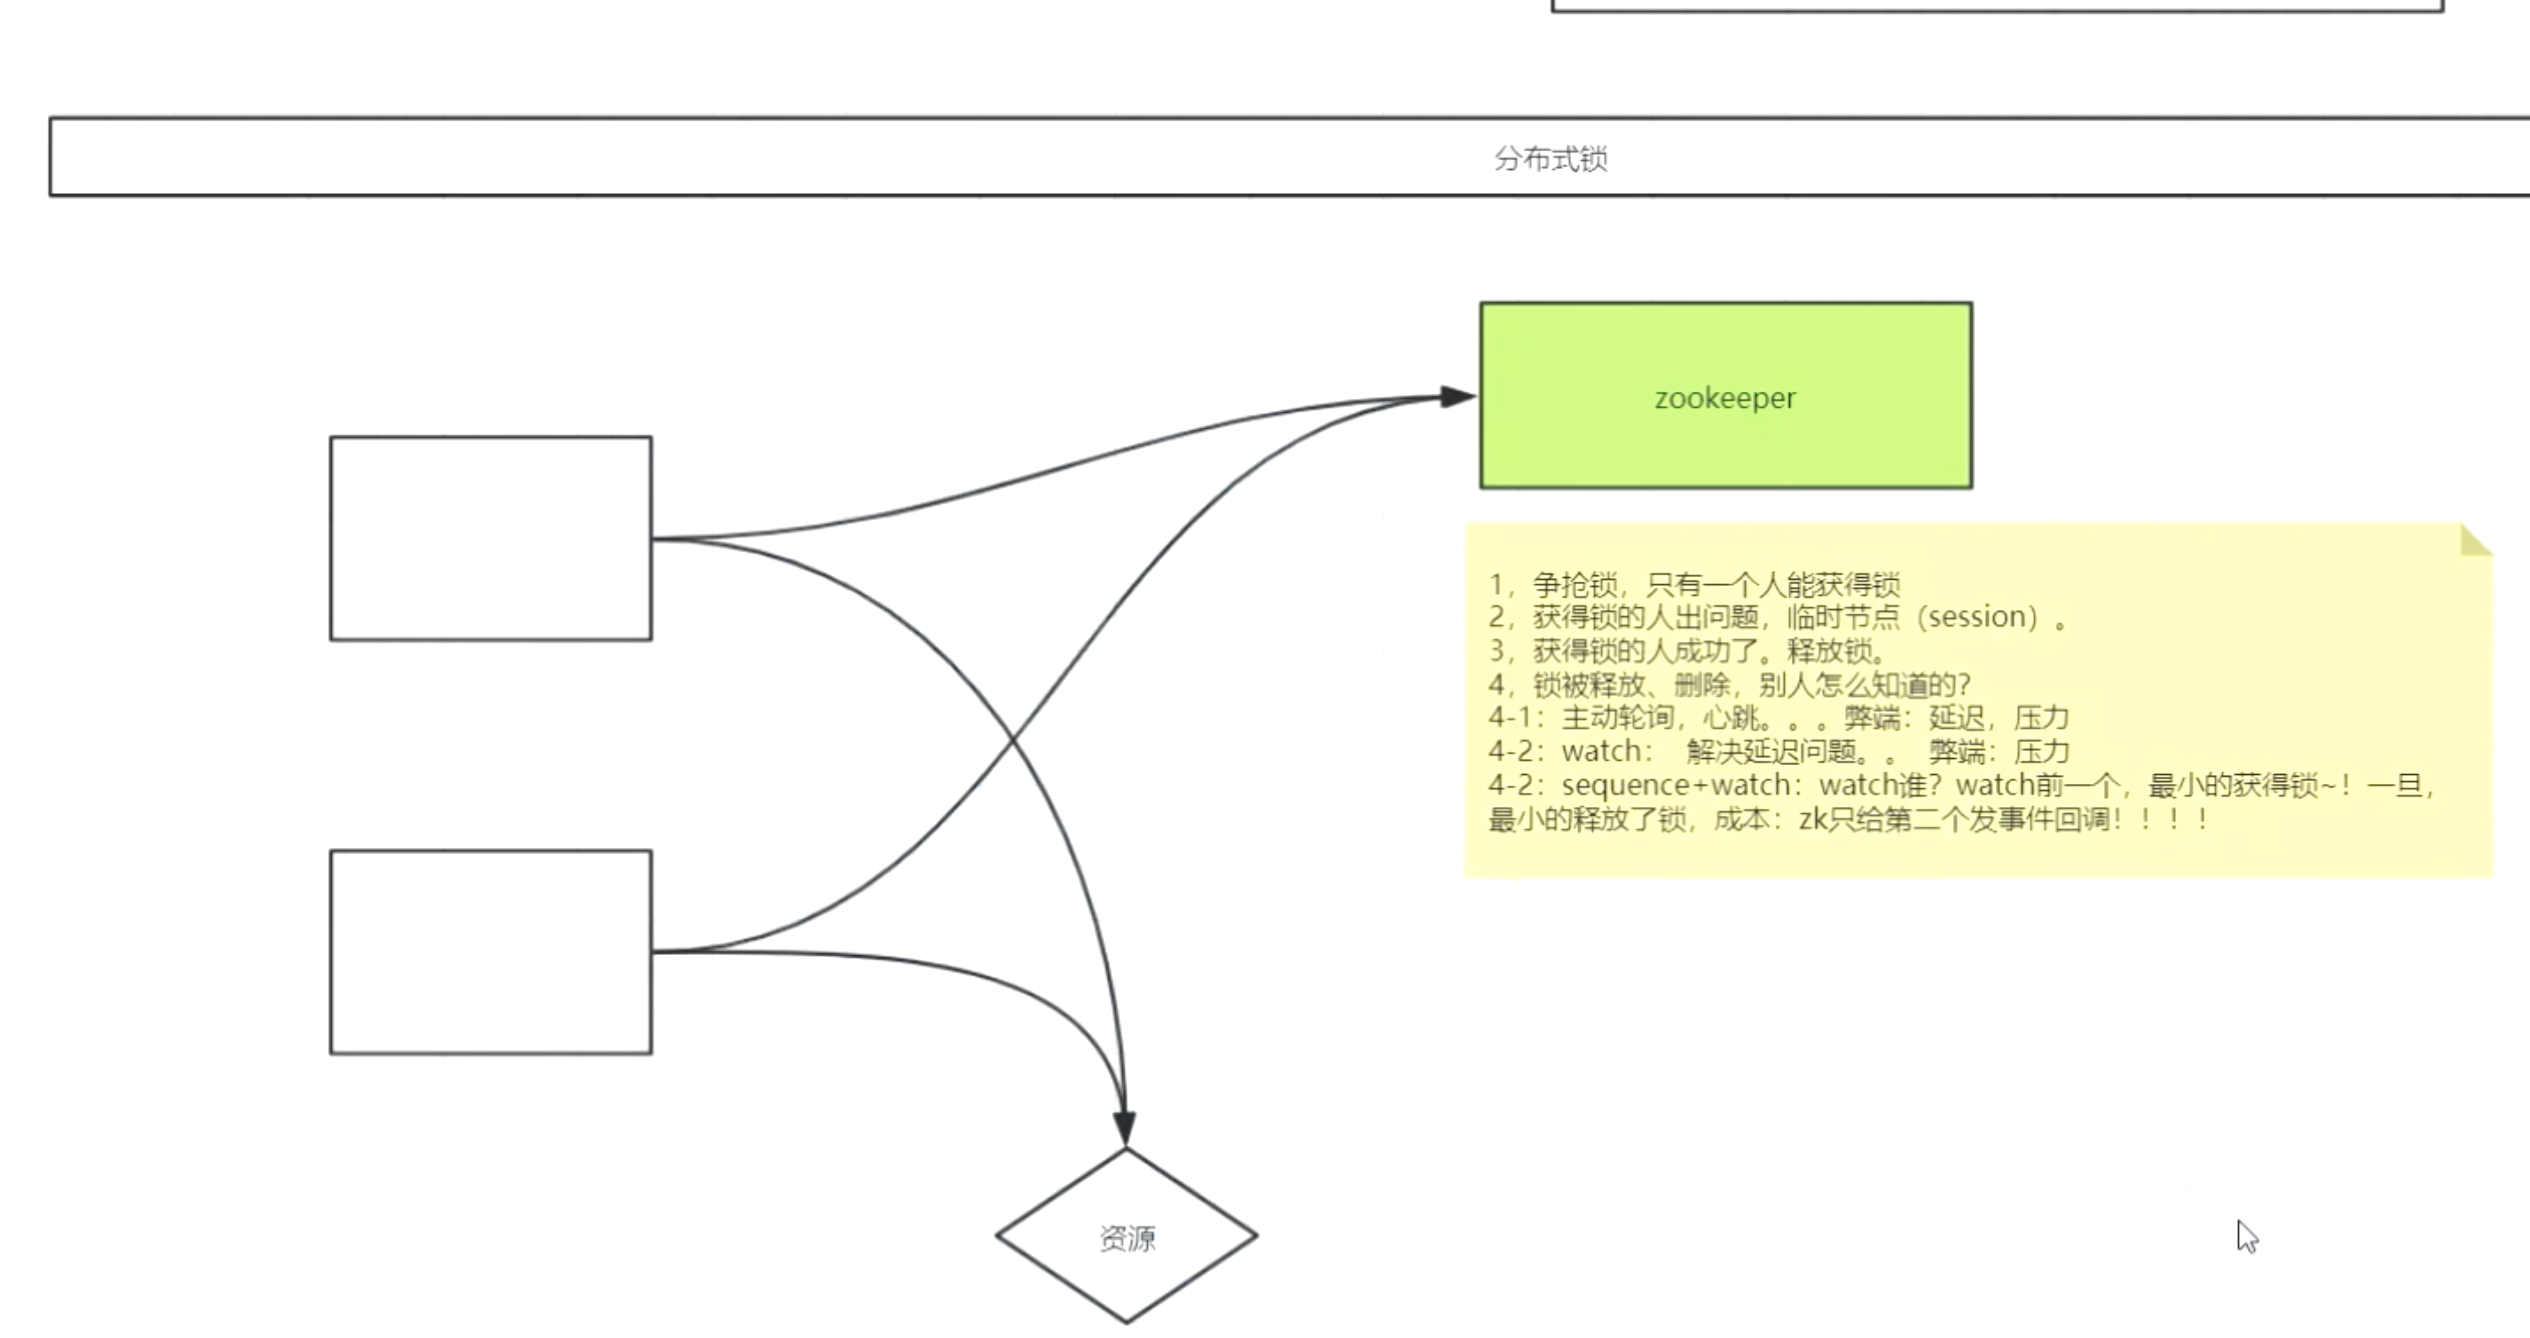 分布式锁
zookeeper
1，争抢锁，只有一个人能获得锁
2，获得锁的人出问题，临时节点（session）。
3，获得锁的人成功了。释放锁。
4，锁被释放、删除，别人怎么知道的？
4-1：主动轮询，心跳。。。弊端：延迟，压力
4-2：watch： 解决延迟问题。。 弊端：压力
4-2：sequence+watch：watch谁？watch前一个，最小的获得锁~！一旦，
最小的释放了锁，成本：zk只给第二个发事件回调！！！！
资源